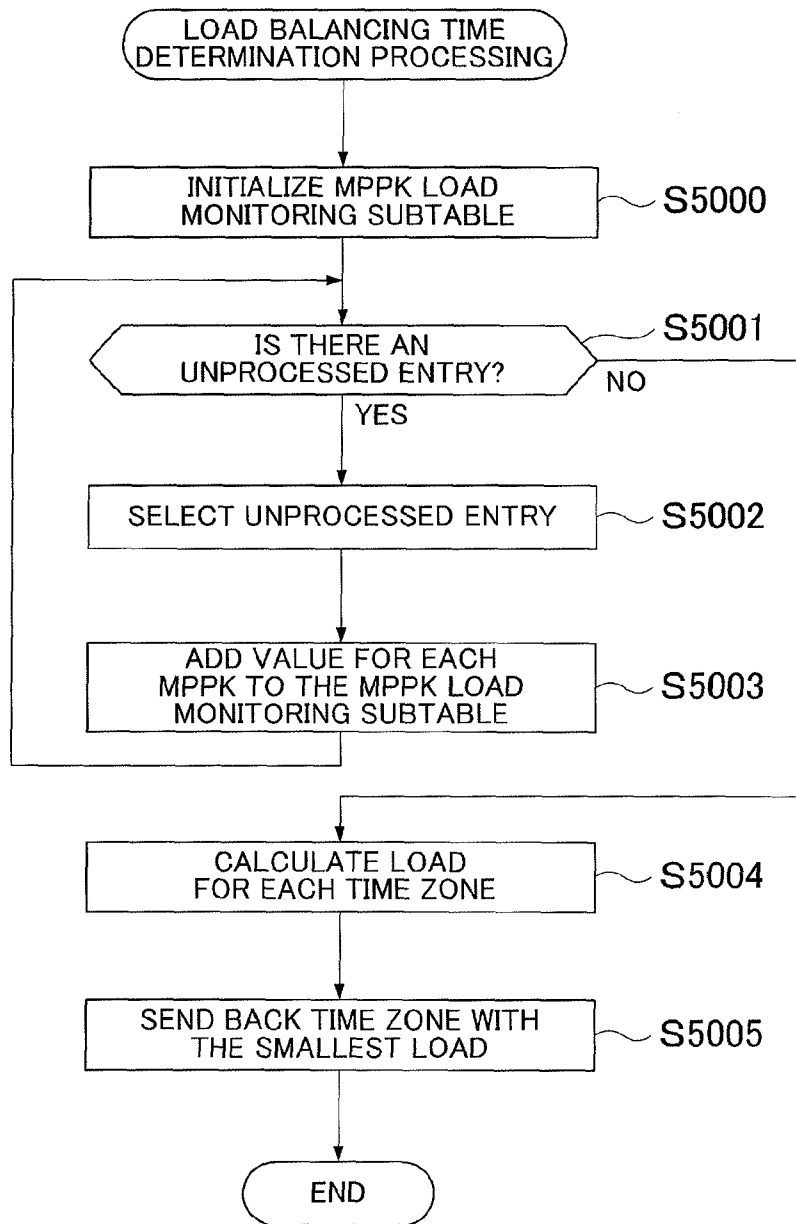 LOAD BALANCING TIME
DETERMINATION PROCESSING
INITIALIZE MPPK LOAD
MONITORING SUBTABLE
S5000
IS THERE AN
UNPROCESSED ENTRY?
S5001
NO
YES
SELECT UNPROCESSED ENTRY
S5002
ADD VALUE FOR EACH
MPPK TO THE MPPK LOAD
MONITORING SUBTABLE
S5003
CALCULATE LOAD
FOR EACH TIME ZONE
S5004
SEND BACK TIME ZONE WITH
THE SMALLEST LOAD
S5005
END